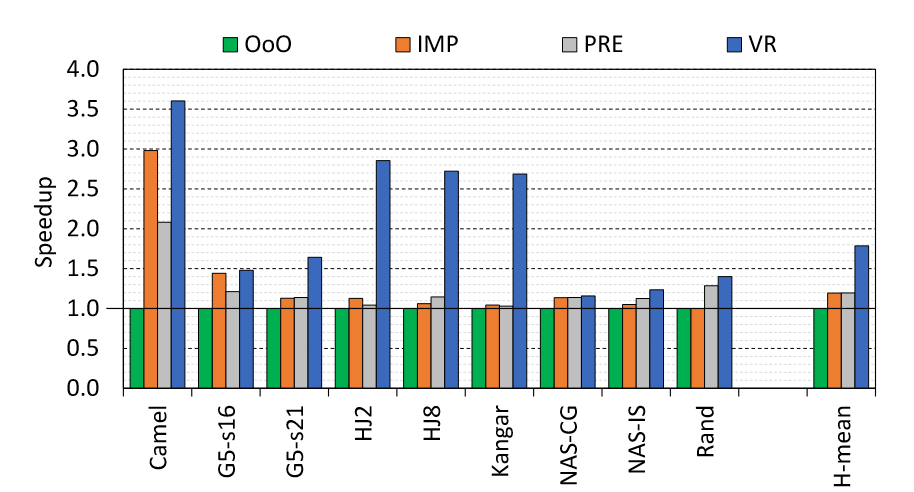 OoO IMP PRE VR
Speedup
4.0
3.5
3.0
2.5
2.0
1.5
1.0
0.5
0.0
Camel
G5-s16
G5-s21
HJ2
HJ8
Kangar
NAS-CG
NAS-IS
Rand
H-mean